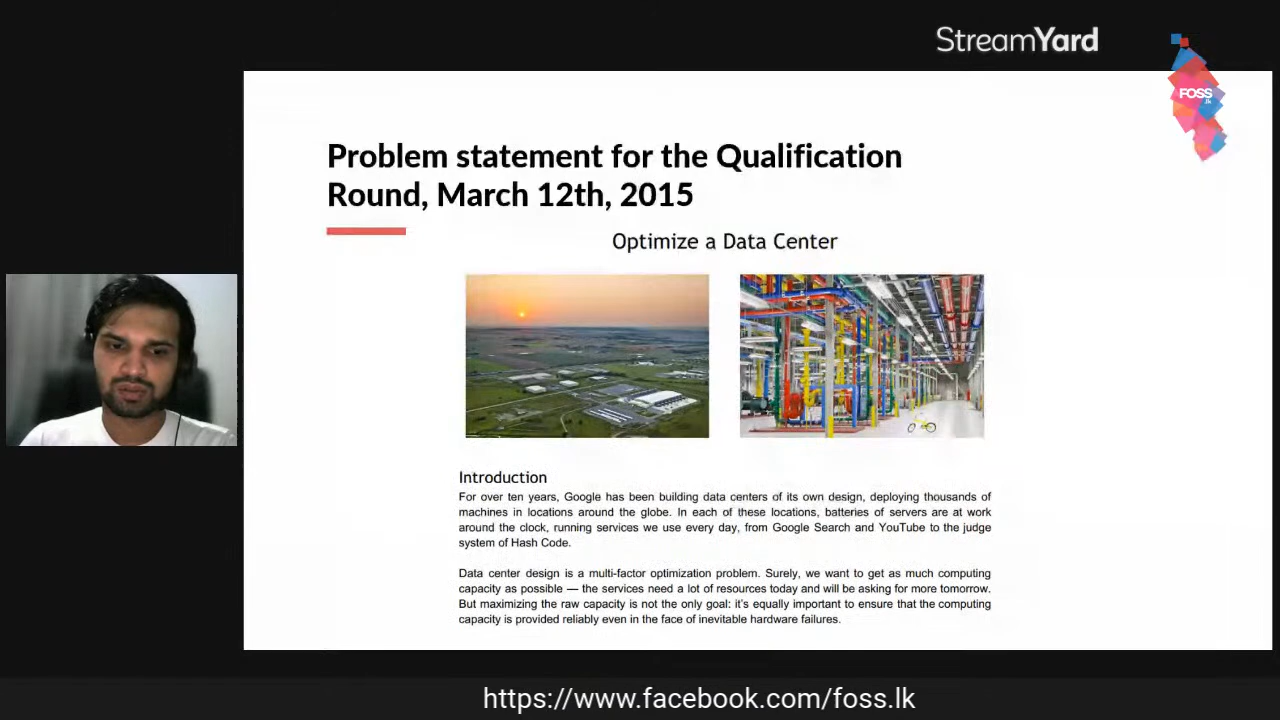 StreamYard
FOSS
.lk
Problem statement for the Qualification
Round, March 12th, 2015
Optimize a Data Center
Introduction
For over ten years, Google has been building data centers of its own design, deploying thousands of
machines in locations around the globe. In each of these locations, batteries of servers are at work
around the clock, running services we use every day, from Google Search and YouTube to the judge
system of Hash Code.
Data center design is a multi-factor optimization problem. Surely, we want to get as much computing
capacity as possible — the services need a lot of resources today and will be asking for more tomorrow.
But maximizing the raw capacity is not the only goal: it's equally important to ensure that the computing
capacity is provided reliably even in the face of inevitable hardware failures.
https://www.facebook.com/foss.lk